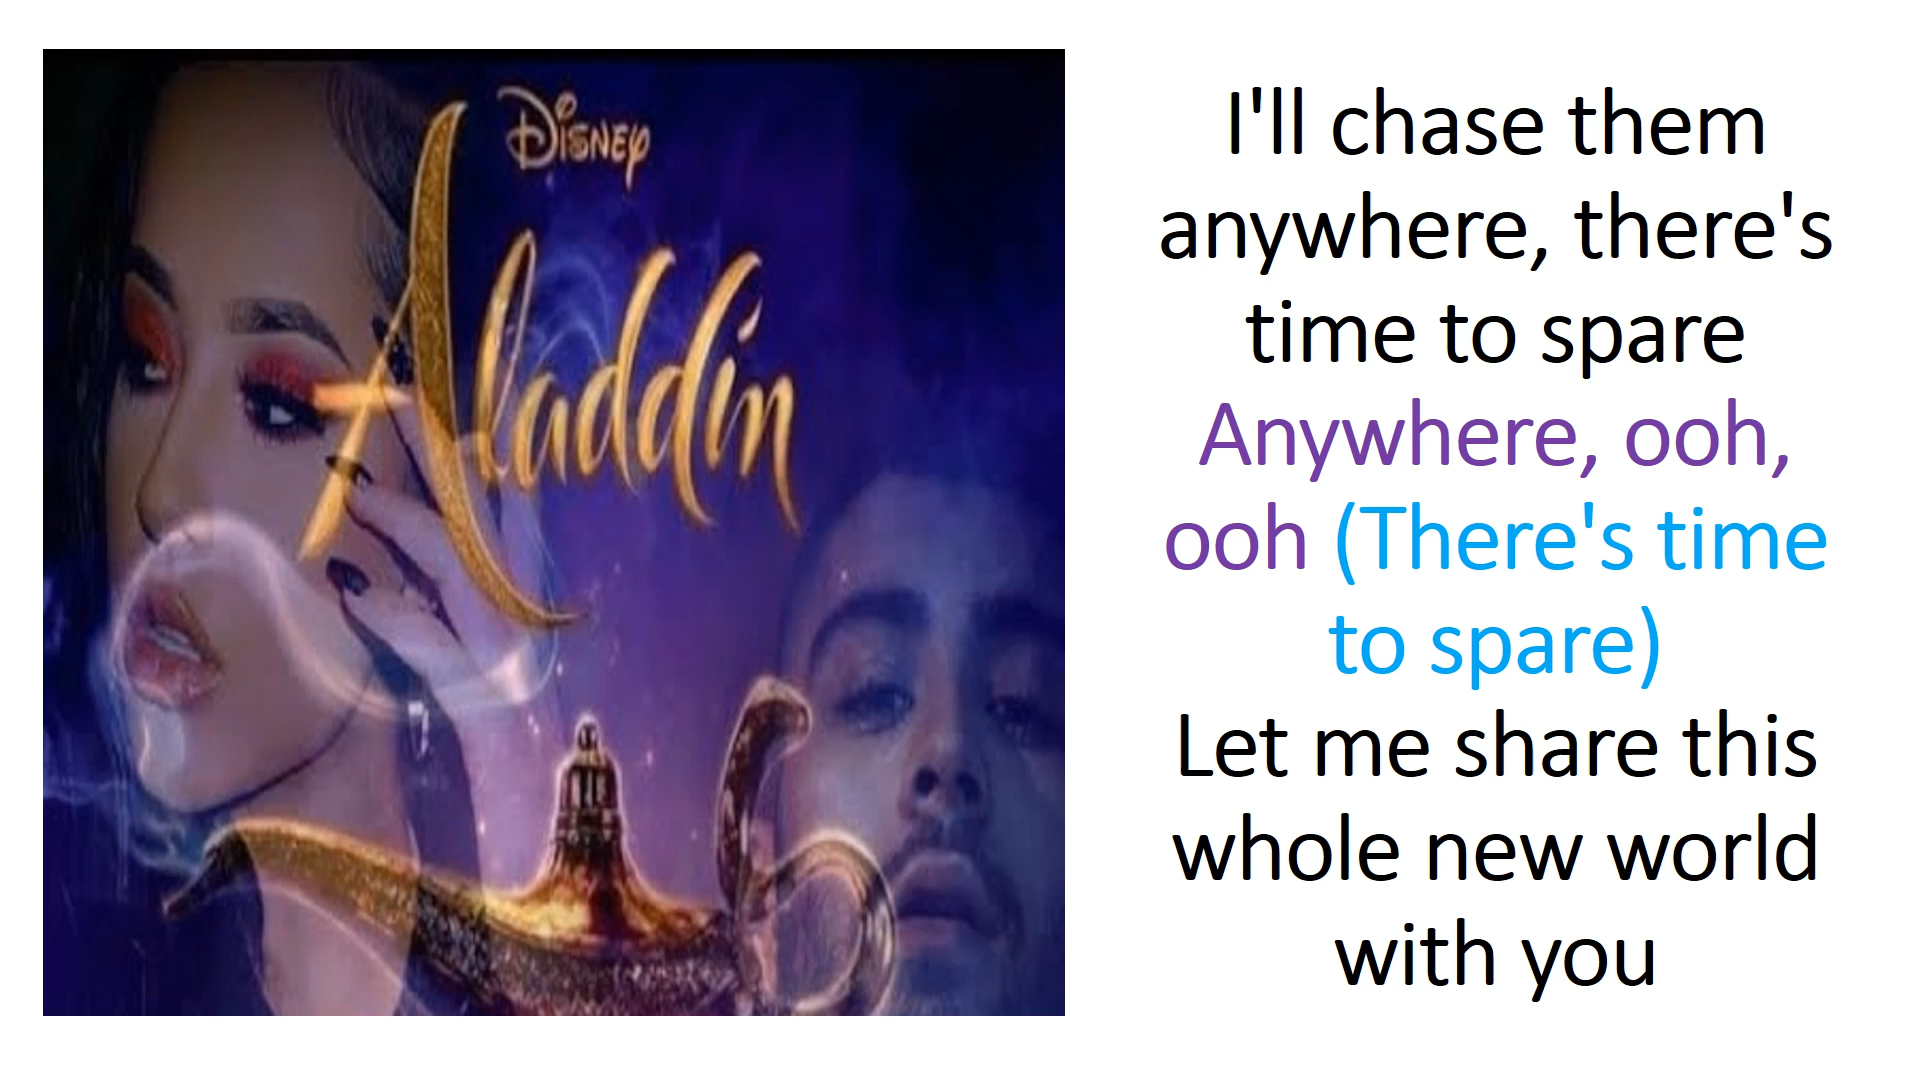 Disney
Aladdin
I'll chase them
anywhere, there's
time to spare
Anywhere, ooh,
ooh (There's time
to spare)
Let me share this
whole new world
with you